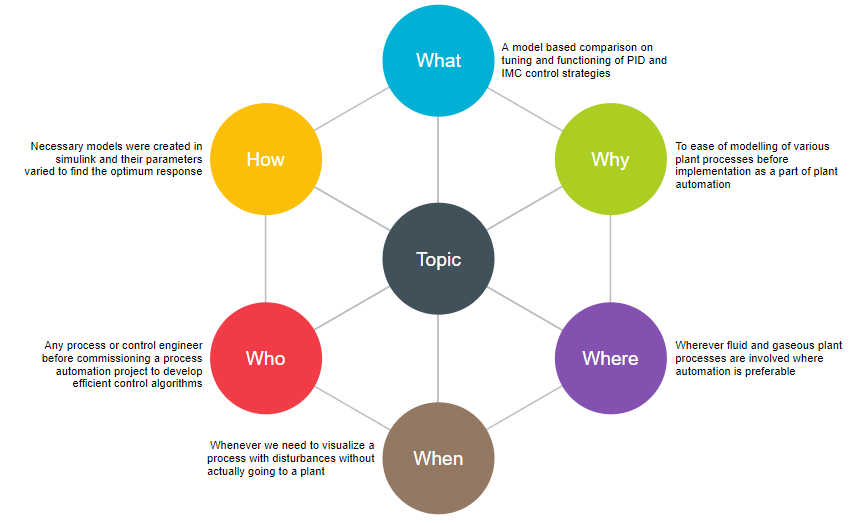 What
A model based comparison on
tuning and functioning of PID and
IMC control strategies
How
Necessary models were created in
simulink and their parameters
varied to find the optimum response
Why
To ease of modelling of various
plant processes before
implementation as a part of plant
automation
Topic
Who
Any process or control engineer
before commissioning a process
automation project to develop
efficient control algorithms
Where
Wherever fluid and gaseous plant
processes are involved where
automation is preferable
When
Whenever we need to visualize a
process with disturbances without
actually going to a plant